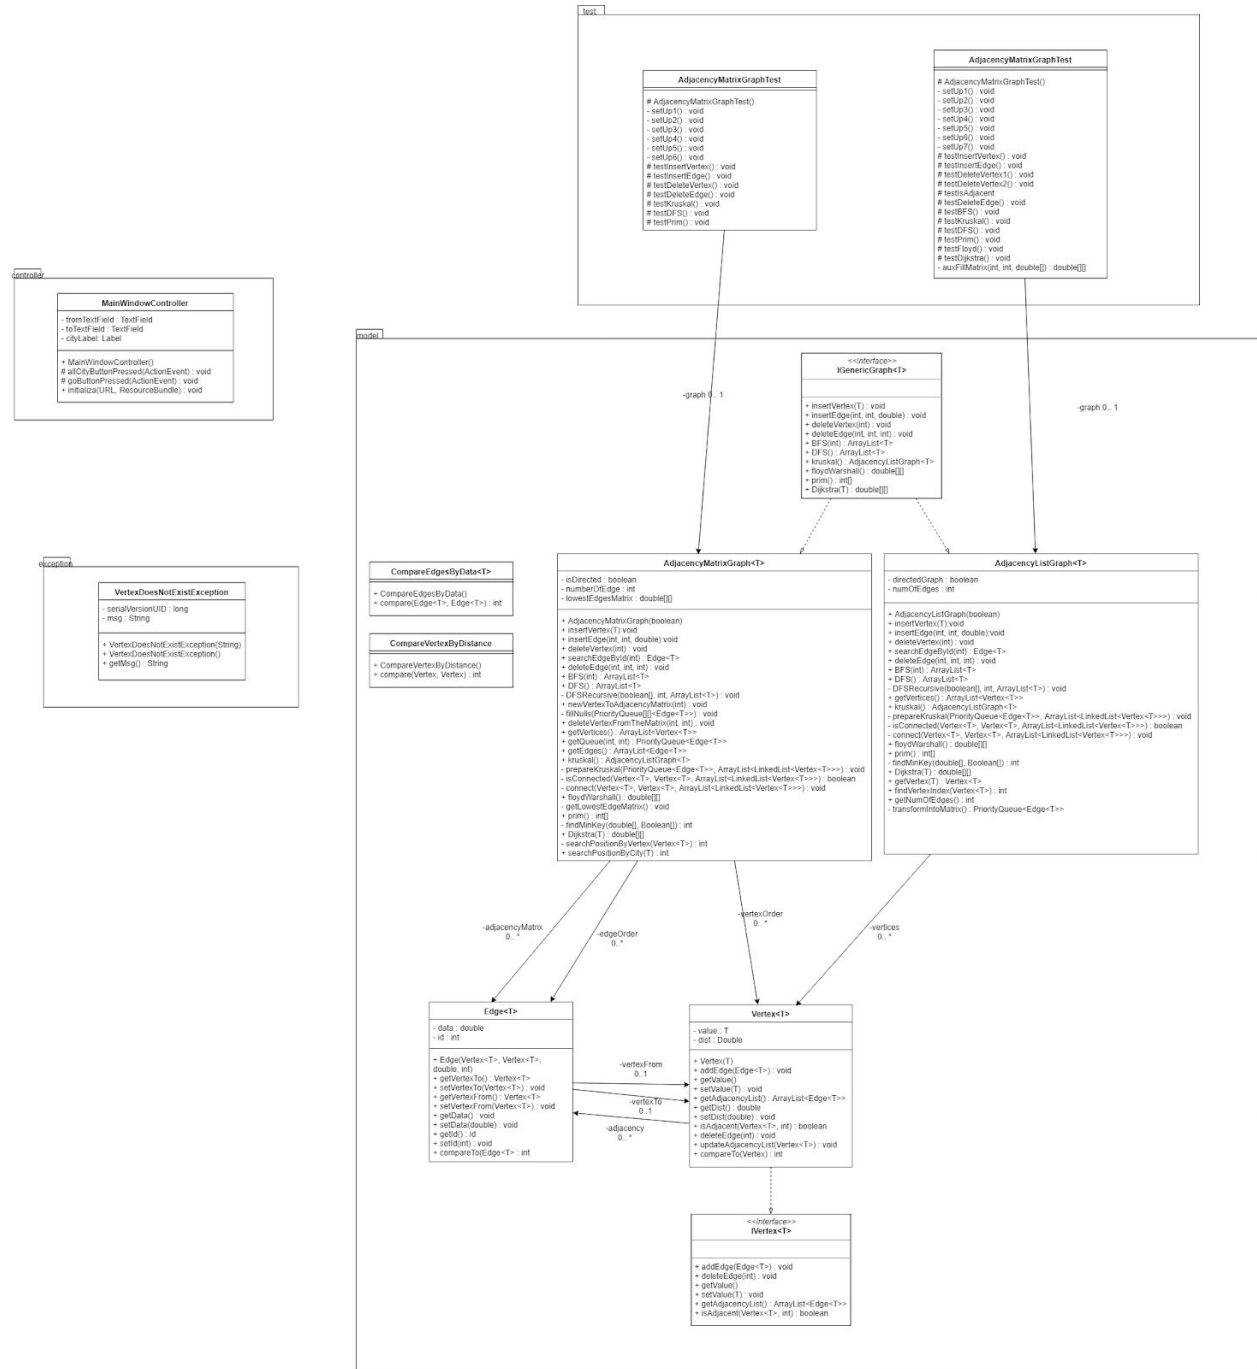 test
AdjacencyMatrixGraphTest
# AdjacencyMatrixGraphTest()
- setUp1() : void
- setUp2() : void
- setUp3() : void
- setUp4() : void
- setUp5() : void
- setUp6() : void
# testInsertVertex() : void
# testInsertEdge() : void
# testDeleteVertex() : void
# testDeleteEdge() : void
# testKruskal() : void
# testDFS() : void
# testPrim() : void
AdjacencyMatrixGraphTest
# AdjacencyMatrixGraphTest()
- setUp1() : void
- setUp2() : void
- setUp3() : void
- setUp4() : void
- setUp5() : void
- setUp6() : void
- setUp7() : void
# testInsertVertex() : void
# testInsertEdge() : void
# testDeleteVertex1() : void
# testDeleteVertex2() : void
# testIsAdjacent
# testDeleteEdge() : void
# testBFS() : void
# testKruskal() : void
# testDFS() : void
# testPrim() : void
# testFloyd() : void
# testDijkstra() : void
- auxFillMatrix(int, int, double[]) : double[][]
controller
MainWindowController
- fromTextField : TextField
- toTextField : TextField
- cityLabel: Label
+ MainWindowController()
# allCityButtonPressed(ActionEvent) : void
# goButtonPressed(ActionEvent) : void
+ initializa(URL, ResourceBundle) : void
exception
VertexDoesNotExistException
- serialVersionUID : long
- msg : String
+ VertexDoesNotExistException(String)
+ VertexDoesNotExistException()
+ getMsg() : String
model
-graph 0.. 1
-graph 0.. 1
<<interface>>
IGenericGraph<T>
+ insertVertex(T) : void
+ insertEdge(int, int, double) : void
+ deleteVertex(int) : void
+ deleteEdge(int, int, int) : void
+ BFS(int) : ArrayList<T>
+ DFS() : ArrayList<T>
+ kruskal() : AdjacencyListGraph<T>
+ floydWarshall() : double[][]
+ prim() : int[]
+ Dijkstra(T) : double[][]
CompareEdgesByData<T>
+ CompareEdgesByData()
+ compare(Edge<T>, Edge<T>) : int
CompareVertexByDistance
+ CompareVertexByDistance()
+ compare(Vertex, Vertex) : int
AdjacencyMatrixGraph<T>
- isDirected : boolean
- numberOfEdge : int
- lowestEdgesMatrix : double[][]
+ AdjacencyMatrixGraph(boolean)
+ insertVertex(T):void
+ insertEdge(int, int, double):void
+ deleteVertex(int) : void
+ searchEdgeById(int) : Edge<T>
+ deleteEdge(int, int, int) : void
+ BFS(int) : ArrayList<T>
+ DFS() : ArrayList<T>
- DFSRecursive(boolean[], int, ArrayList<T>) : void
+ newVertexToAdjacencyMatrix(int)
- fillNulls(PriorityQueue[][]<Edge<T>>) : void
+ deleteVertexFromTheMatrix(int, int)
+ getVertices() : ArrayList<Vertex<T>>
+ getQueue(int, int) : PriorityQueue<Edge<T>>
+ getEdges() : ArrayList<Edge<T>>
+ kruskal() : AdjacencyListGraph<T>
- prepareKruskal(PriorityQueue<Edge<T>>, ArrayList<LinkedList<Vertex<T>>>) : void
- isConnected(Vertex<T>, Vertex<T>, ArrayList<LinkedList<Vertex<T>>>) : boolean
- connect(Vertex<T>, Vertex<T>, ArrayList<LinkedList<Vertex<T>>>) : void
+ floydWarshall() : double[][]
- getLowestEdgeMatrix() : void
+ prim() : int[]
- findMinKey(double[], Boolean[]) : int
+ Dijkstra(T) : double[][]
- searchPositionByVertex(Vertex<T>) : int
+ searchPositionByCity(T) : int
AdjacencyListGraph<T>
- directedGraph : boolean
- numOfEdges : int
+ AdjacencyListGraph(boolean)
+ insertVertex(T):void
+ insertEdge(int, int, double):void
+ deleteVertex(int) : void
+ searchEdgeById(int) : Edge<T>
+ deleteEdge(int, int, int) : void
+ BFS(int) : ArrayList<T>
+ DFS() : ArrayList<T>
- DFSRecursive(boolean[], int, ArrayList<T>) : void
+ getVertices() : ArrayList<Vertex<T>>
+ kruskal() : AdjacencyListGraph<T>
- prepareKruskal(PriorityQueue<Edge<T>>, ArrayList<LinkedList<Vertex<T>>>) : void
- isConnected(Vertex<T>, Vertex<T>, ArrayList<LinkedList<Vertex<T>>>) : boolean
- connect(Vertex<T>, Vertex<T>, ArrayList<LinkedList<Vertex<T>>>) : void
+ floydWarshall() : double[][]
+ prim() : int[]
- findMinKey(double[], Boolean[]) : int
+ Dijkstra(T) : double[][]
+ getVertex(T) : Vertex<T>
+ findVertexIndex(Vertex<T>) : int
+ getNumOfEdges() : int
- transformIntoMatrix() : PriorityQueue<Edge<T>>
-adjacencyMatrix
0.. *
-edgeOrder
0.. *
-vertexOrder
0.. *
-vertices
0.. *
Edge<T>
- data : double
- id : int
+ Edge(Vertex<T>, Vertex<T>,
double, int)
+ getVertexTo() : Vertex<T>
+ setVertexTo(Vertex<T>) : void
+ getVertexFrom() : Vertex<T>
+ setVertexFrom(Vertex<T>) : void
+ getData() : void
+ setData(double) : void
+ getId() : id
+ setId(int) : void
+ compareTo(Edge<T> : int
-vertexFrom
0..1
-vertexTo
0..1
-adjacency
0.. *
Vertex<T>
- value : T
- dist : Double
+ Vertex(T)
+ addEdge(Edge<T>) : void
+ getValue()
+ setValue(T) : void
+ getAdjacencyList() : ArrayList<Edge<T>>
+ getDist() : double
+ setDist(double) : void
+ isAdjacent(Vertex<T>, int) : boolean
+ deleteEdge(int) : void
+ updateAdjacencyList(Vertex<T>) : void
+ compareTo(Vertex) : int
<<interface>>
IVertex<T>
+ addEdge(Edge<T>) : void
+ deleteEdge(int) : void
+ getValue()
+ setValue(T) : void
+ getAdjacencyList() : ArrayList<Edge<T>>
+ isAdjacent(Vertex<T>, int) : boolean